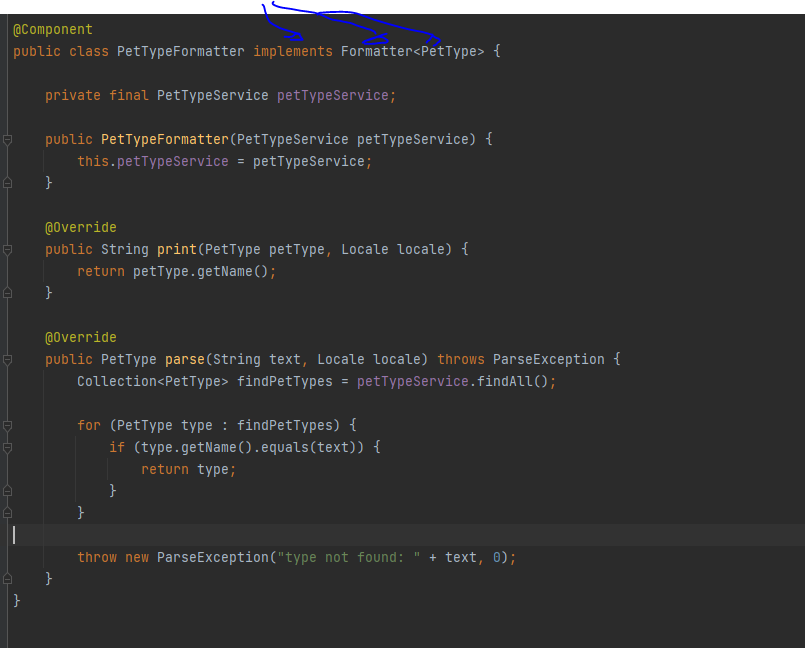 @Component
public class PetTypeFormatter implements Formatter<PetType> {
private final PetTypeService petTypeService;
public PetTypeFormatter(PetTypeService petTypeService) {
this.petTypeService = petTypeService;
}
@Override
public String print(PetType petType, Locale locale) {
return petType.getName();
}
@Override
public PetType parse(String text, Locale locale) throws ParseException {
Collection<PetType> findPetTypes = petTypeService.findAll();
for (PetType type : findPetTypes) {
if (type.getName().equals(text)) {
return type;
}
}
throw new ParseException("type not found: " + text, 0);
}
}